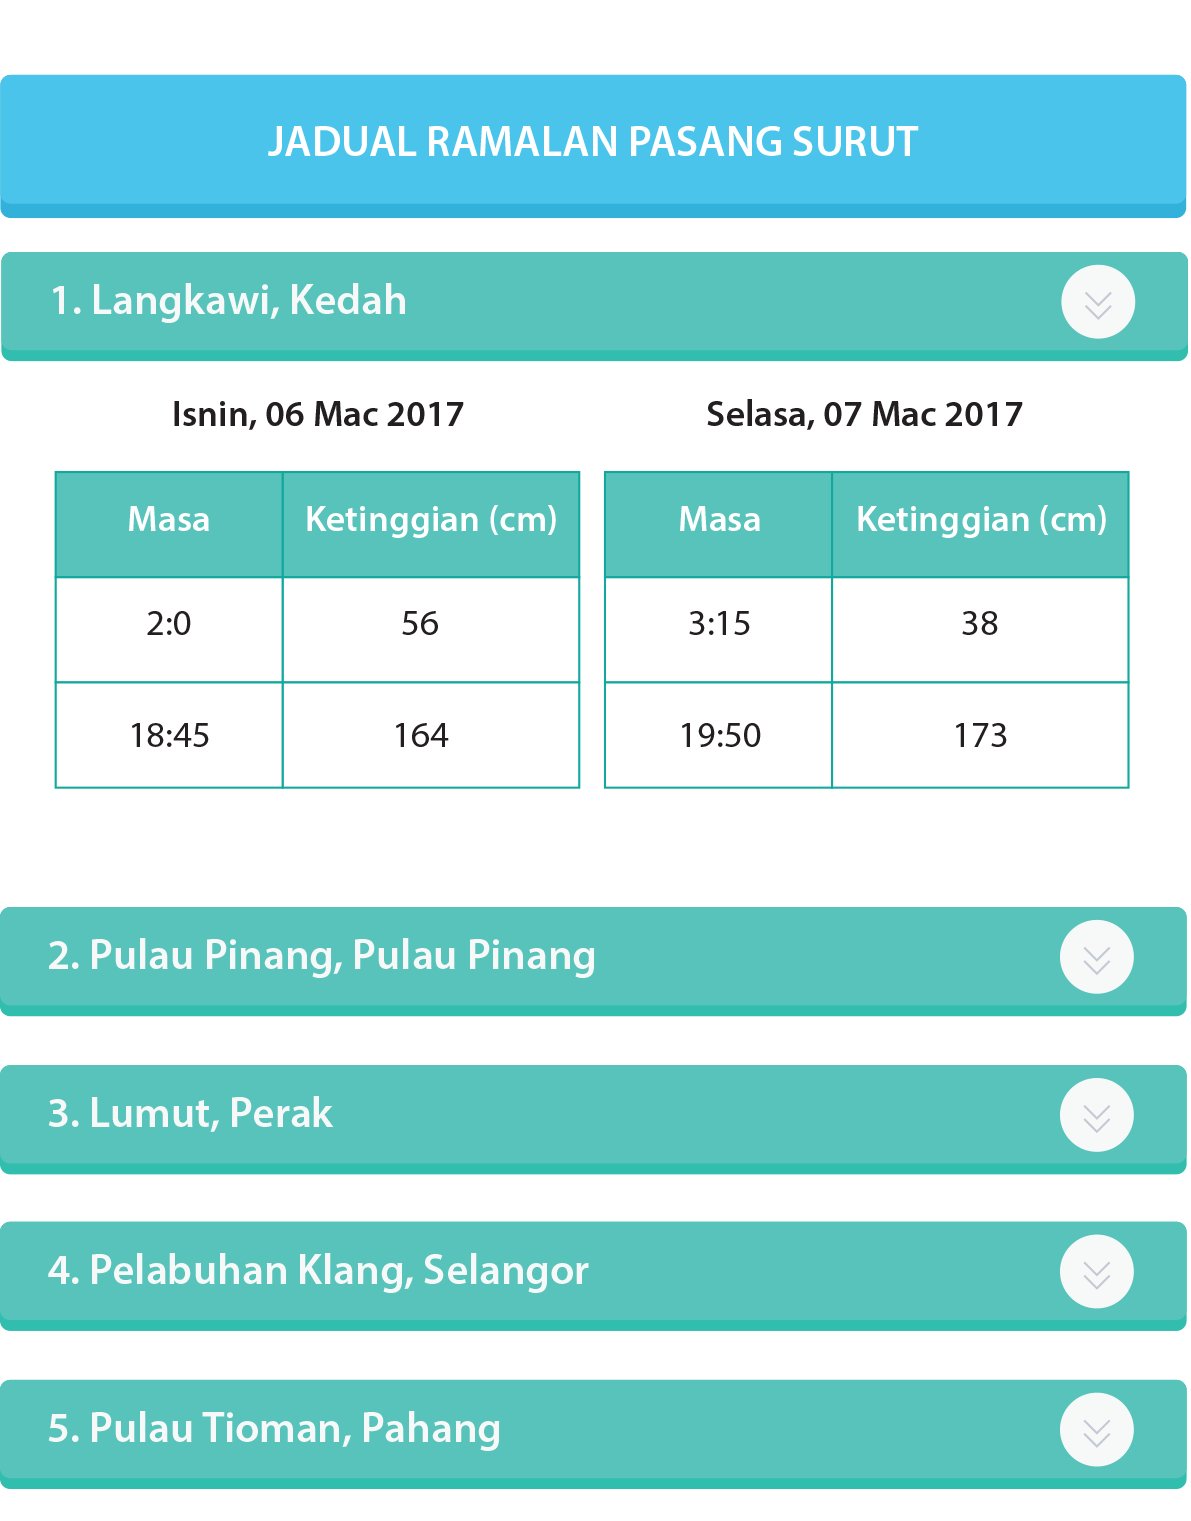 JADUAL RAMALAN PASANG SURUT
1. Langkawi, Kedah
Isnin, 06 Mac 2017
Masa Ketinggian (cm)
2:0 56
18:45 164
Selasa, 07 Mac 2017
Masa Ketinggian (cm)
3:15 38
19:50 173
2. Pulau Pinang, Pulau Pinang
3. Lumut, Perak
4. Pelabuhan Klang, Selangor
5. Pulau Tioman, Pahang